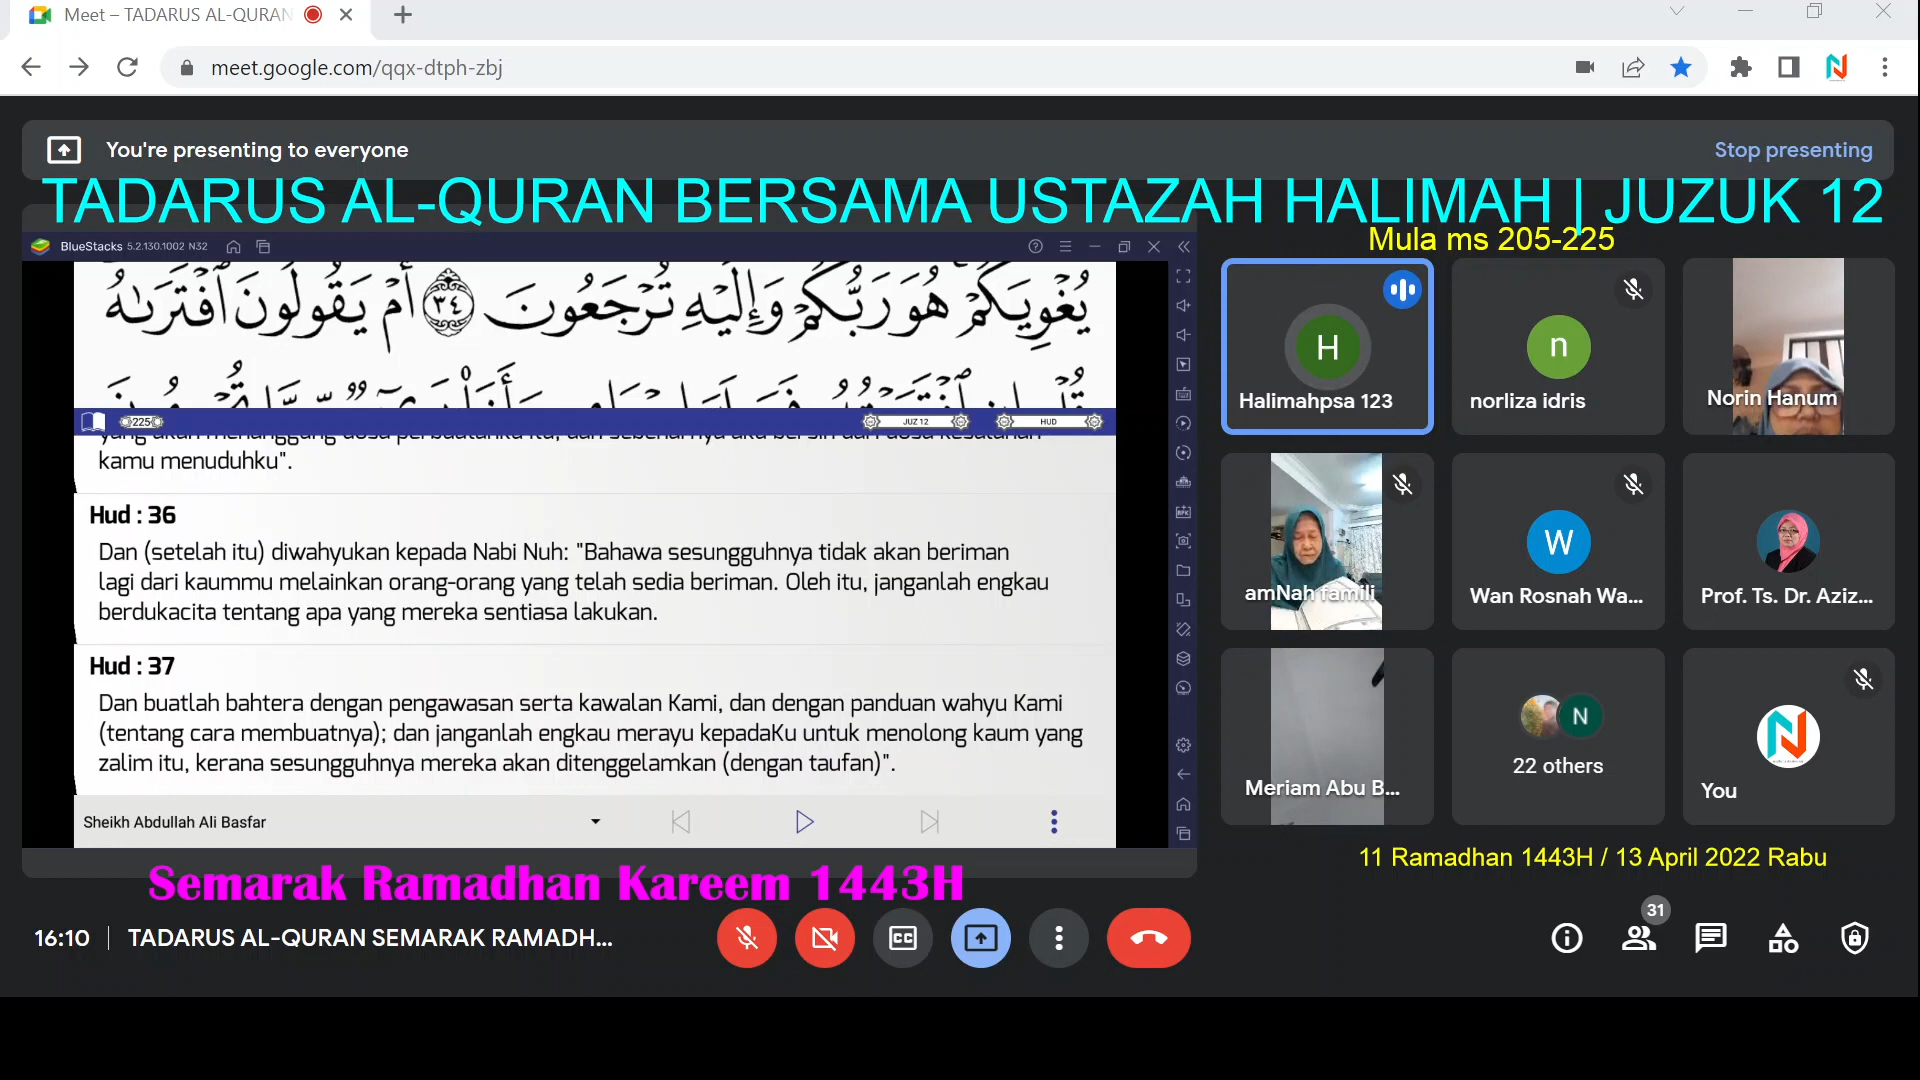 Meet – TADARUS AL-QURAN
meet.google.com/qqx-dtph-zbj
You're presenting to everyone
Stop presenting
TADARUS AL-QURAN BERSAMA USTAZAH HALIMAH | JUZUK 12
Mula ms 205-225
BlueStacks 5.2.130.1002 N32
يُغْوِيَكُمْ هُوَ رَبُّكُمْ وَإِلَيْهِ تُرْجَعُونَ ٣٤ أَمْ يَقُولُونَ ٱفْتَرَىٰهُ
225
JUZ 12
HUD
kamu menuduhku".
Hud : 36
Dan (setelah itu) diwahyukan kepada Nabi Nuh: "Bahawa sesungguhnya tidak akan beriman
lagi dari kaummu melainkan orang-orang yang telah sedia beriman. Oleh itu, janganlah engkau
berdukacita tentang apa yang mereka sentiasa lakukan.
Hud : 37
Dan buatlah bahtera dengan pengawasan serta kawalan Kami, dan dengan panduan wahyu Kami
(tentang cara membuatnya); dan janganlah engkau merayu kepadaKu untuk menolong kaum yang
zalim itu, kerana sesungguhnya mereka akan ditenggelamkan (dengan taufan)".
Sheikh Abdullah Ali Basfar
H
Halimahpsa 123
n
norliza idris
Norin Hanum
amNah famili
W
Wan Rosnah Wa...
Prof. Ts. Dr. Aziz...
Meriam Abu B...
N
22 others
You
11 Ramadhan 1443H / 13 April 2022 Rabu
Semarak Ramadhan Kareem 1443H
16:10
TADARUS AL-QURAN SEMARAK RAMADH...
CC
31